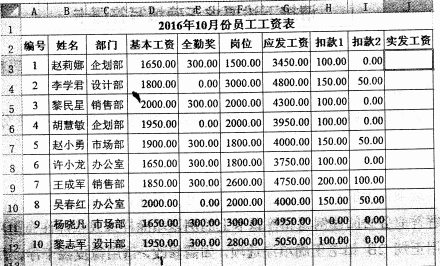 A B C D E F G H I J
1 2016年10月份员工工资表
2 编号 姓名 部门 基本工资 全勤奖 岗位 应发工资 扣款1 扣款2 实发工资
3 1 赵莉娜 企划部 1650.00 300.00 1500.00 3450.00 100.00 0.00
4 2 李学君 设计部 1800.00 0.00 3000.00 4800.00 150.00 50.00
5 3 黎民星 销售部 2000.00 300.00 2000.00 4300.00 100.00 0.00
6 4 胡慧敏 企划部 1950.00 0.00 2000.00 3950.00 100.00 0.00
7 5 赵小勇 市场部 1900.00 300.00 1800.00 4000.00 150.00 50.00
8 6 许小龙 办公室 1650.00 300.00 1800.00 3750.00 100.00 0.00
9 7 王成军 销售部 1850.00 300.00 2600.00 4750.00 200.00 100.00
10 8 吴春红 办公室 2000.00 0.00 2000.00 4000.00 150.00 50.00
11 9 杨晓凡 市场部 1650.00 300.00 3000.00 4950.00 0.00 0.00
12 10 黎志军 设计部 1950.00 300.00 2800.00 5050.00 100.00 0.00